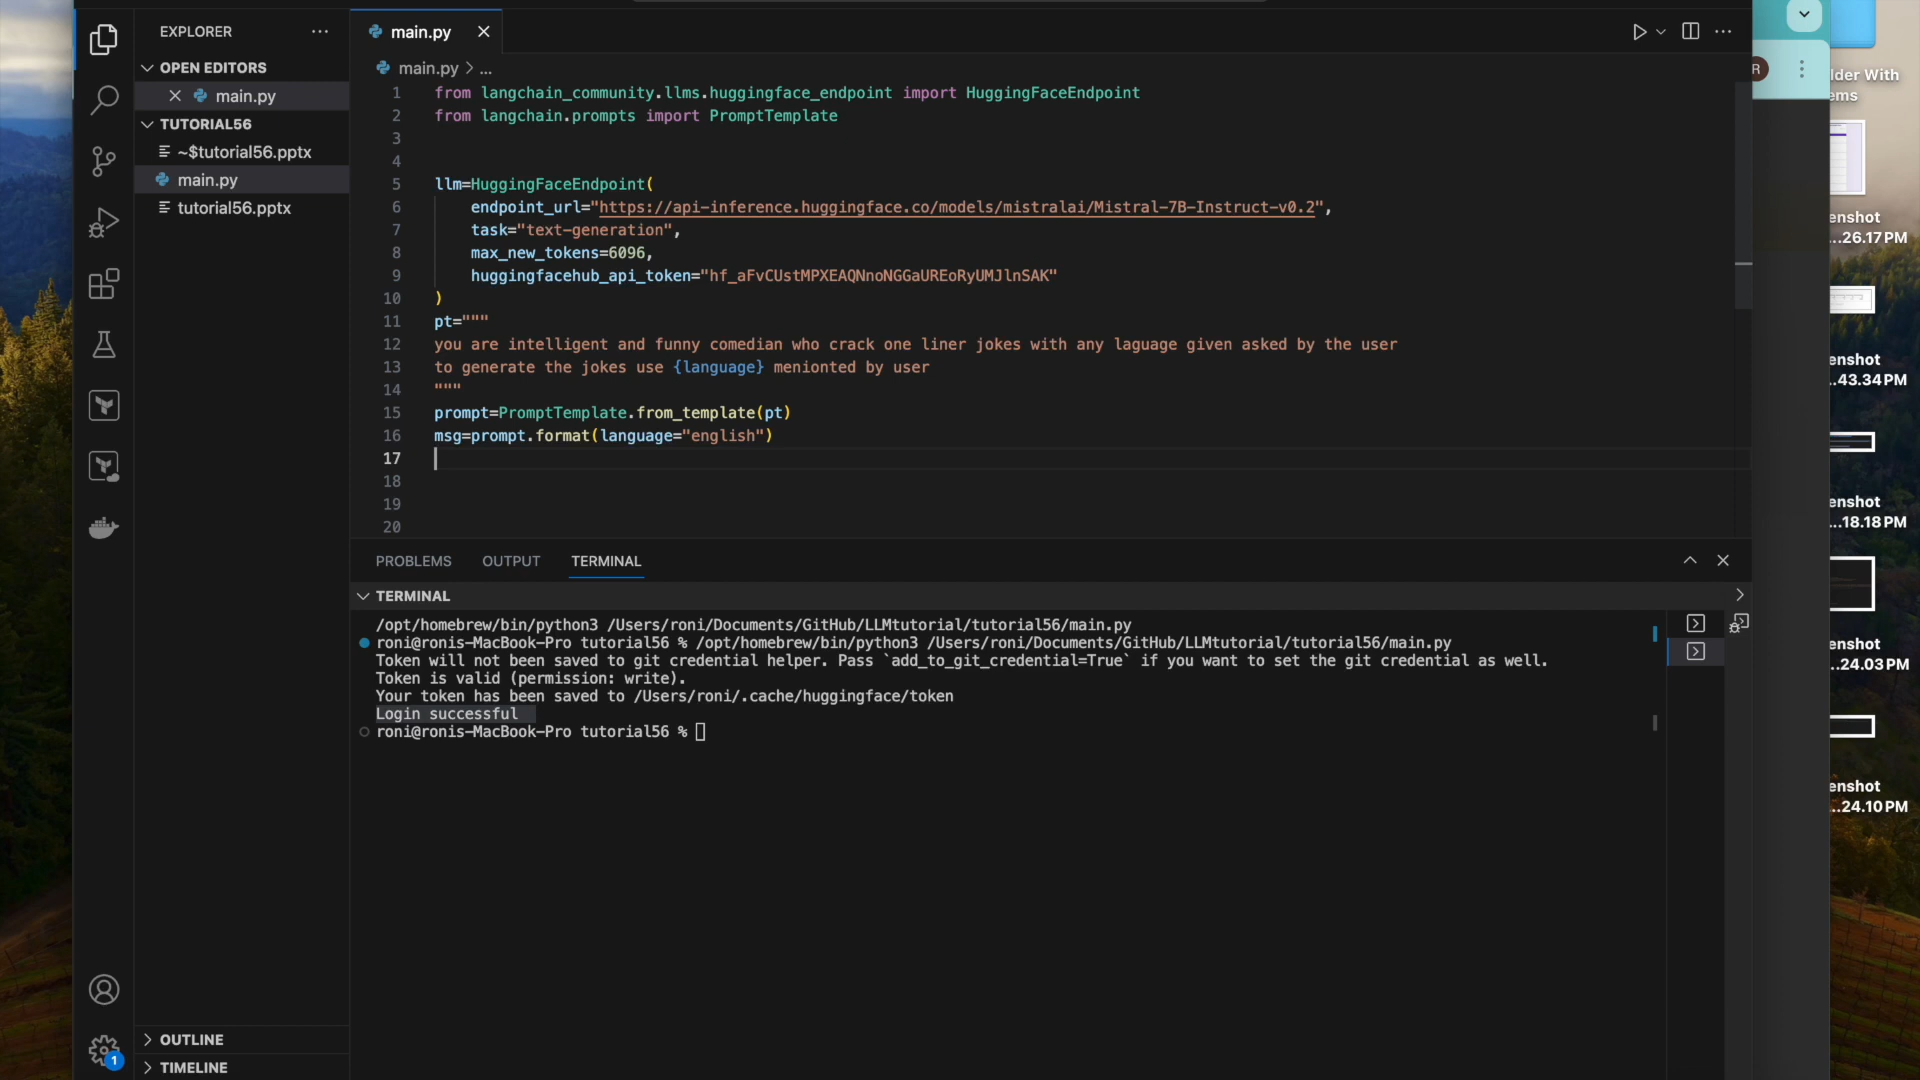 EXPLORER
OPEN EDITORS
main.py
TUTORIAL56
~$tutorial56.pptx
main.py
tutorial56.pptx
OUTLINE
TIMELINE
1
main.py
main.py > ...
1 from langchain_community.llms.huggingface_endpoint import HuggingFaceEndpoint
2 from langchain.prompts import PromptTemplate
3
4
5 llm=HuggingFaceEndpoint(
6 endpoint_url="https://api-inference.huggingface.co/models/mistralai/Mistral-7B-Instruct-v0.2",
7 task="text-generation",
8 max_new_tokens=6096,
9 huggingfacehub_api_token="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"
10 )
11 pt="""
12 you are intelligent and funny comedian who crack one liner jokes with any laguage given asked by the user
13 to generate the jokes use {language} menionted by user
14 """
15 prompt=PromptTemplate.from_template(pt)
16 msg=prompt.format(language="english")
17
18
19
20
PROBLEMS OUTPUT TERMINAL
TERMINAL
/opt/homebrew/bin/python3 /Users/roni/Documents/GitHub/LLMtutorial/tutorial56/main.py
roni@ronis-MacBook-Pro tutorial56 % /opt/homebrew/bin/python3 /Users/roni/Documents/GitHub/LLMtutorial/tutorial56/main.py
Token will not been saved to git credential helper. Pass `add_to_git_credential=True` if you want to set the git credential as well.
Token is valid (permission: write).
Your token has been saved to /Users/roni/.cache/huggingface/token
Login successful
roni@ronis-MacBook-Pro tutorial56 %
R
lder With
ems
enshot
...26.17 PM
enshot
...43.34 PM
enshot
...18.18 PM
enshot
...24.03 PM
enshot
...24.10 PM